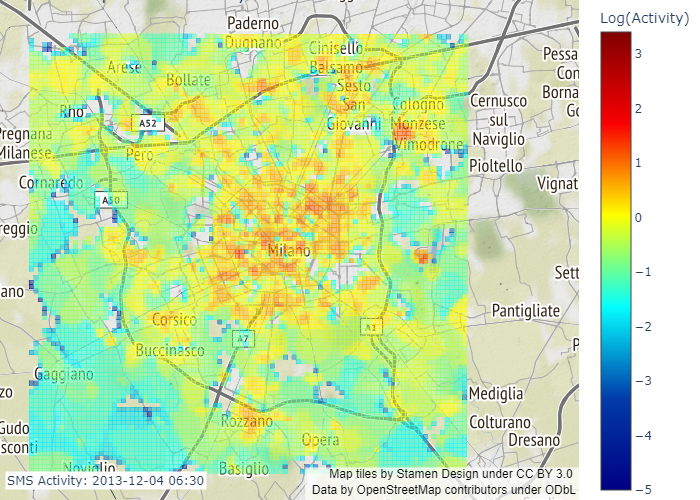 Log(Activity)
3
2
1
0
−1
−2
−3
−4
−5
Paderno
Dugnano
Cinisello
Balsamo
Arese
Bollate
Sesto
San
Giovanni
Cologno
Monzese
Vimodrone
Cernusco
sul
Naviglio
Pioltello
Pessa
Con
Borna
Go
Rho
A52
Pregnana
Milanese
Pero
Cornaredo
A50
reggio
Vignat
Milano
Sett
ano
Pantigliate
Corsico
Buccinasco
A7
A1
P
Gaggiano
zo
Mediglia
Rozzano
Colturano
Dresano
Gudo
sconti
Opera
Noviglio
Basiglio
SMS Activity: 2013-12-04 06:30
Map tiles by Stamen Design under CC BY 3.0
Data by OpenStreetMap contributors under ODbL